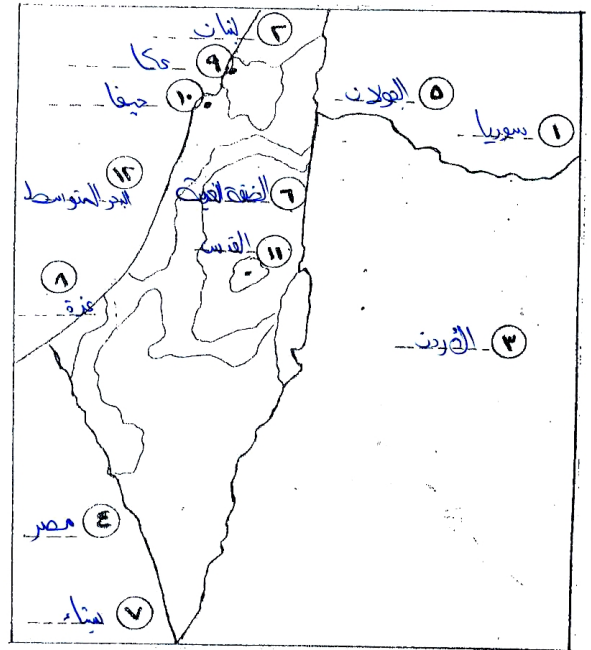 ٢ لبنان
٩ عكا
١٠ حيفا
٥ الجولان
١ سوريا
١٢
البحر المتوسط
٦ الضفة الغربية
١١ القدس
٨
غزة
٣ الأردن
٤ مصر
٧ سيناء